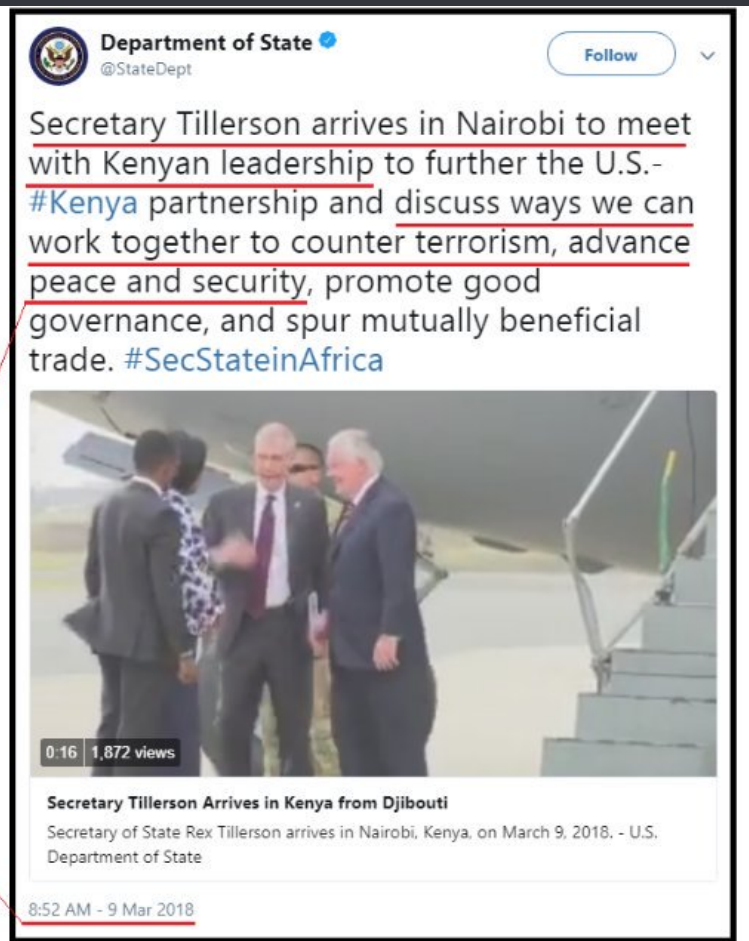 Department of State
@StateDept
Follow
Secretary Tillerson arrives in Nairobi to meet
with Kenyan leadership to further the U.S.-
#Kenya partnership and discuss ways we can
work together to counter terrorism, advance
peace and security, promote good
governance, and spur mutually beneficial
trade. #SecStateinAfrica
0:16 1,872 views
Secretary Tillerson Arrives in Kenya from Djibouti
Secretary of State Rex Tillerson arrives in Nairobi, Kenya, on March 9, 2018. - U.S.
Department of State
8:52 AM - 9 Mar 2018